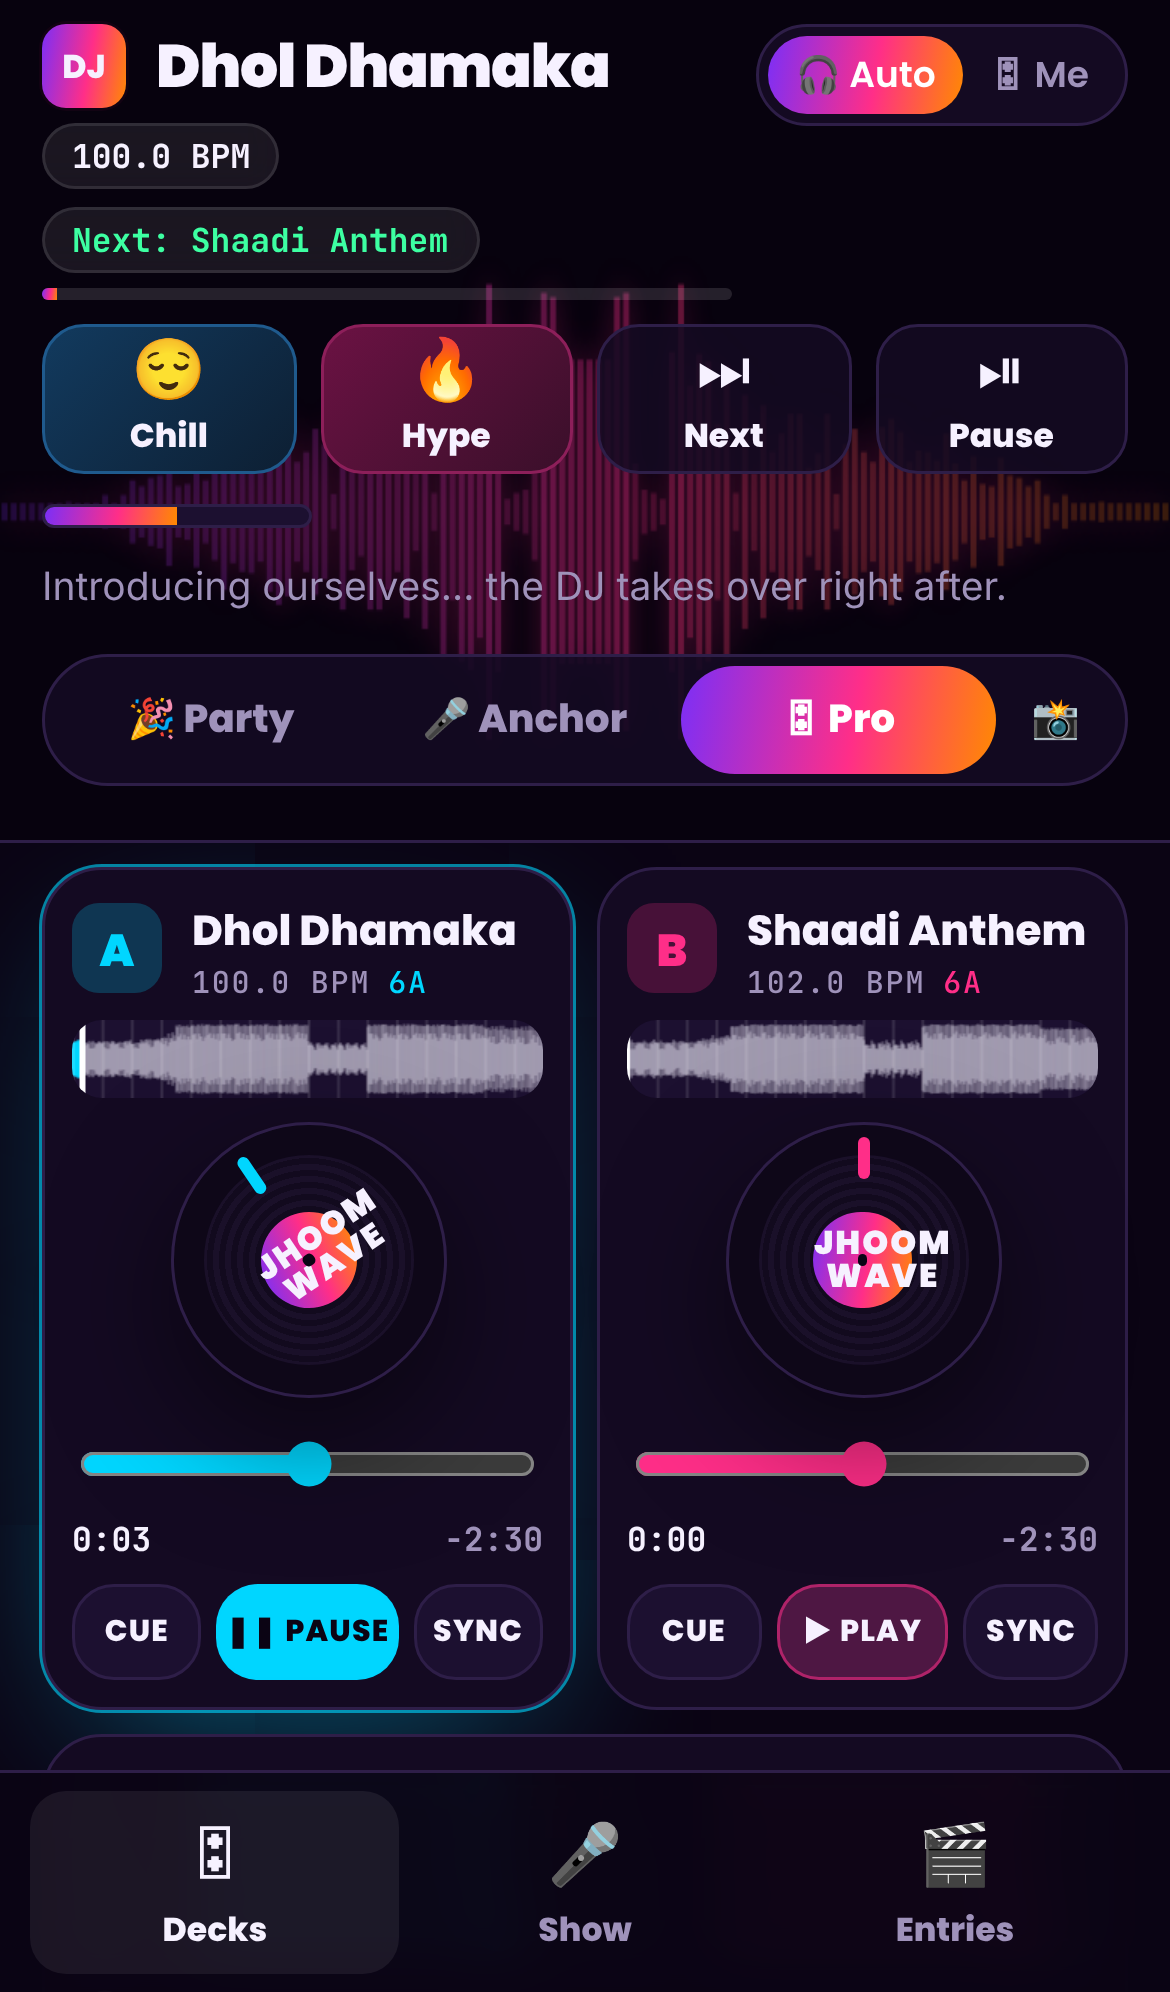 DJ Dhol Dhamaka
🎧 Auto 🎛 Me
100.0 BPM
Next: Shaadi Anthem
Chill
Hype
Next
Pause
Introducing ourselves... the DJ takes over right after.
🎉 Party 🎤 Anchor 🎛 Pro 📸
A Dhol Dhamaka
100.0 BPM 6A
JHOOM
WAVE
0:03 -2:30
CUE ❚❚ PAUSE SYNC
B Shaadi Anthem
102.0 BPM 6A
JHOOM
WAVE
0:00 -2:30
CUE ▶ PLAY SYNC
Decks
Show
Entries